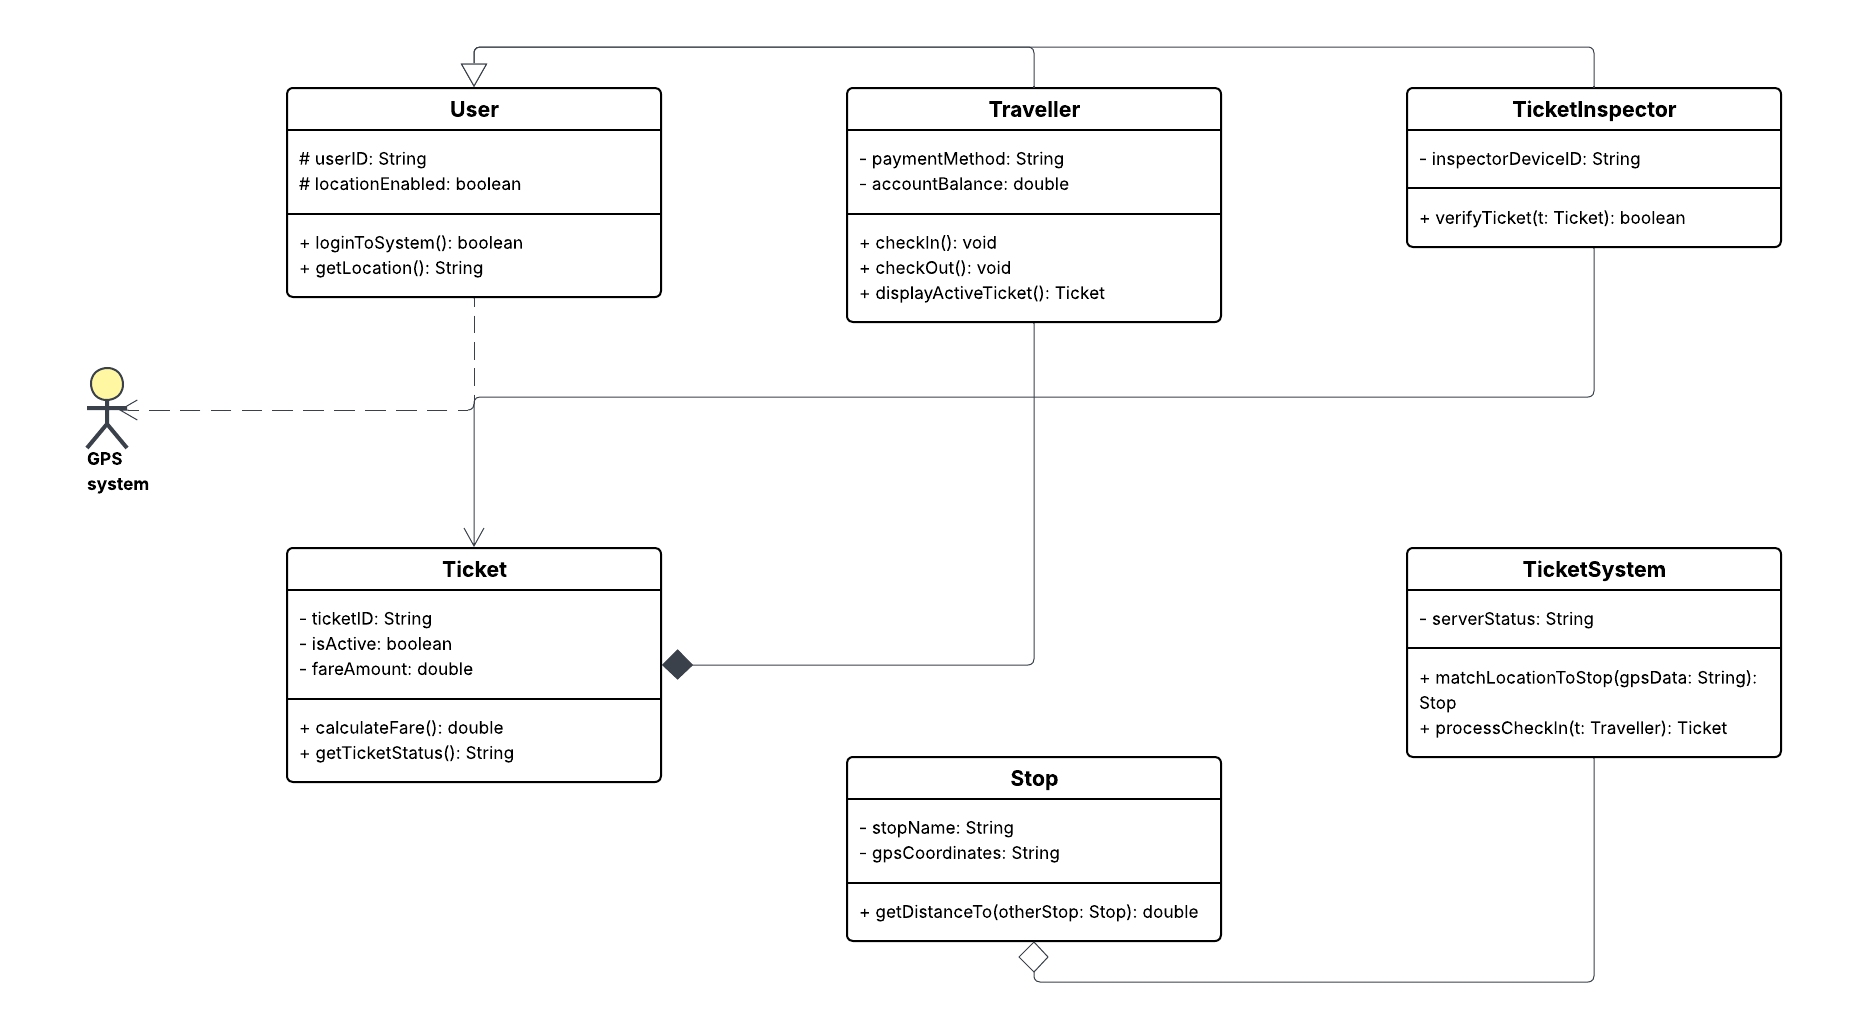 User
# userID: String
# locationEnabled: boolean
+ loginToSystem(): boolean
+ getLocation(): String
Traveller
- paymentMethod: String
- accountBalance: double
+ checkIn(): void
+ checkOut(): void
+ displayActiveTicket(): Ticket
TicketInspector
- inspectorDeviceID: String
+ verifyTicket(t: Ticket): boolean
GPS
system
Ticket
- ticketID: String
- isActive: boolean
- fareAmount: double
+ calculateFare(): double
+ getTicketStatus(): String
Stop
- stopName: String
- gpsCoordinates: String
+ getDistanceTo(otherStop: Stop): double
TicketSystem
- serverStatus: String
+ matchLocationToStop(gpsData: String):
Stop
+ processCheckIn(t: Traveller): Ticket